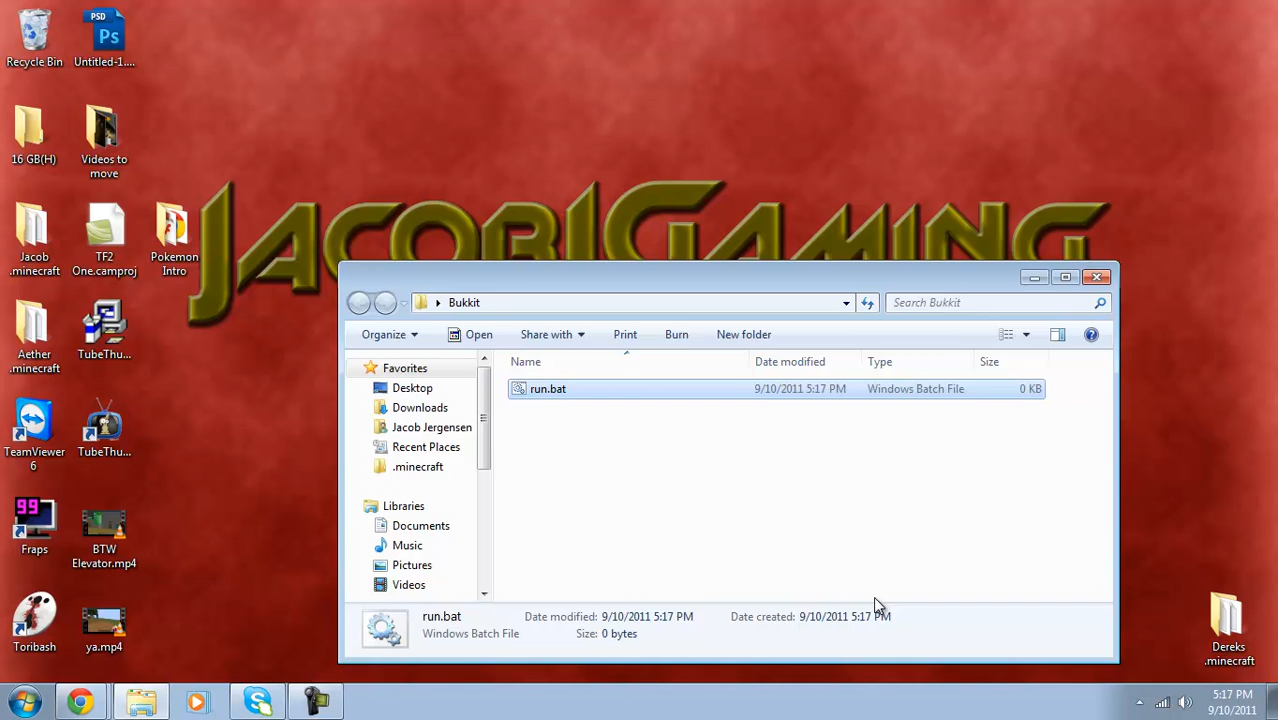 Recycle Bin
PSD
Ps
Untitled-1....
16 GB(H)
Videos to
move
Jacob
.minecraft
TF2
One.camproj
Pokemon
Intro
Aether
.minecraft
TubeThu...
TeamViewer
6
TubeThu...
99
Fraps
BTW
Elevator.mp4
Toribash
ya.mp4
JacobJGaming
Bukkit
Search Bukkit
Organize
Open
Share with
Print
Burn
New folder
Name
Date modified
Type
Size
run.bat
9/10/2011 5:17 PM
Windows Batch File
0 KB
Favorites
Desktop
Downloads
Jacob Jergensen
Recent Places
.minecraft
Libraries
Documents
Music
Pictures
Videos
run.bat
Date modified: 9/10/2011 5:17 PM
Date created: 9/10/2011 5:17 PM
Windows Batch File
Size: 0 bytes
Dereks
.minecraft
5:17 PM
9/10/2011